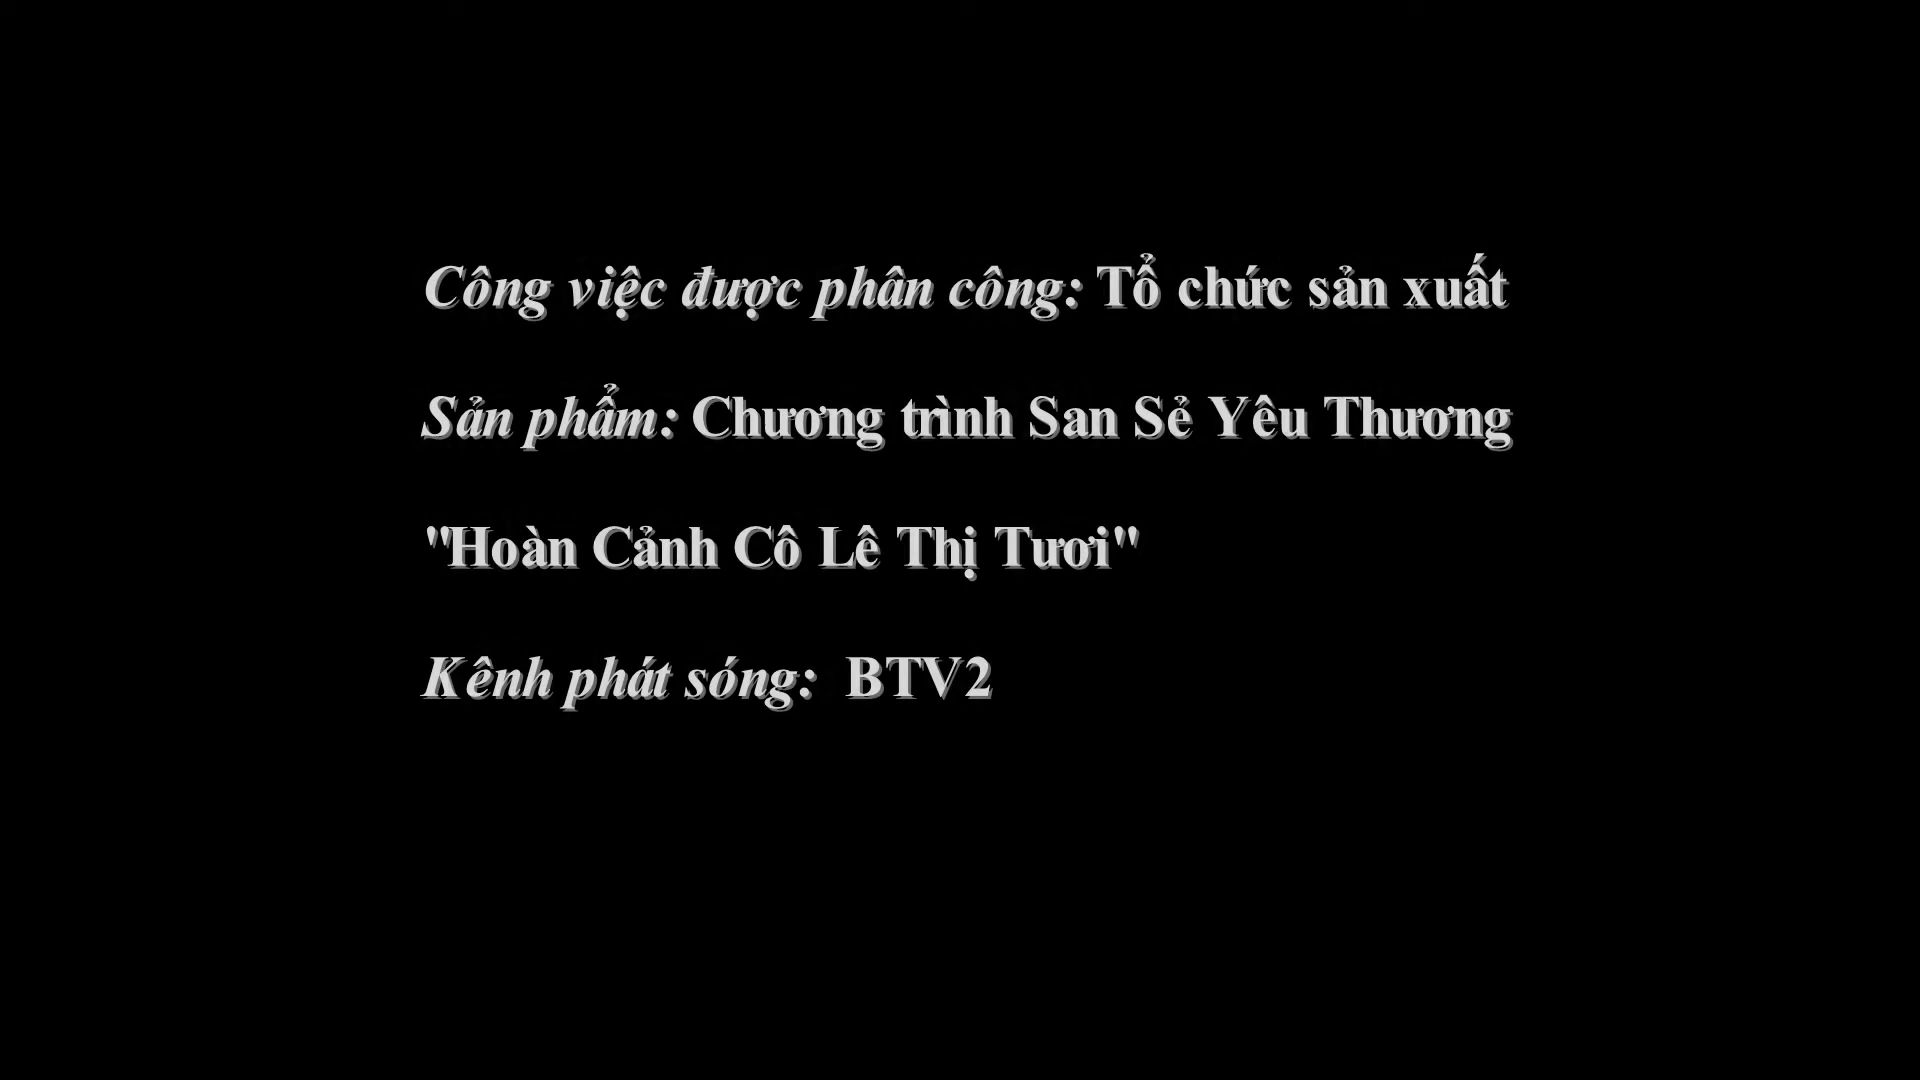 Công việc được phân công: Tổ chức sản xuất
Sản phẩm: Chương trình San Sẻ Yêu Thương
"Hoàn Cảnh Cô Lê Thị Tươi"
Kênh phát sóng: BTV2